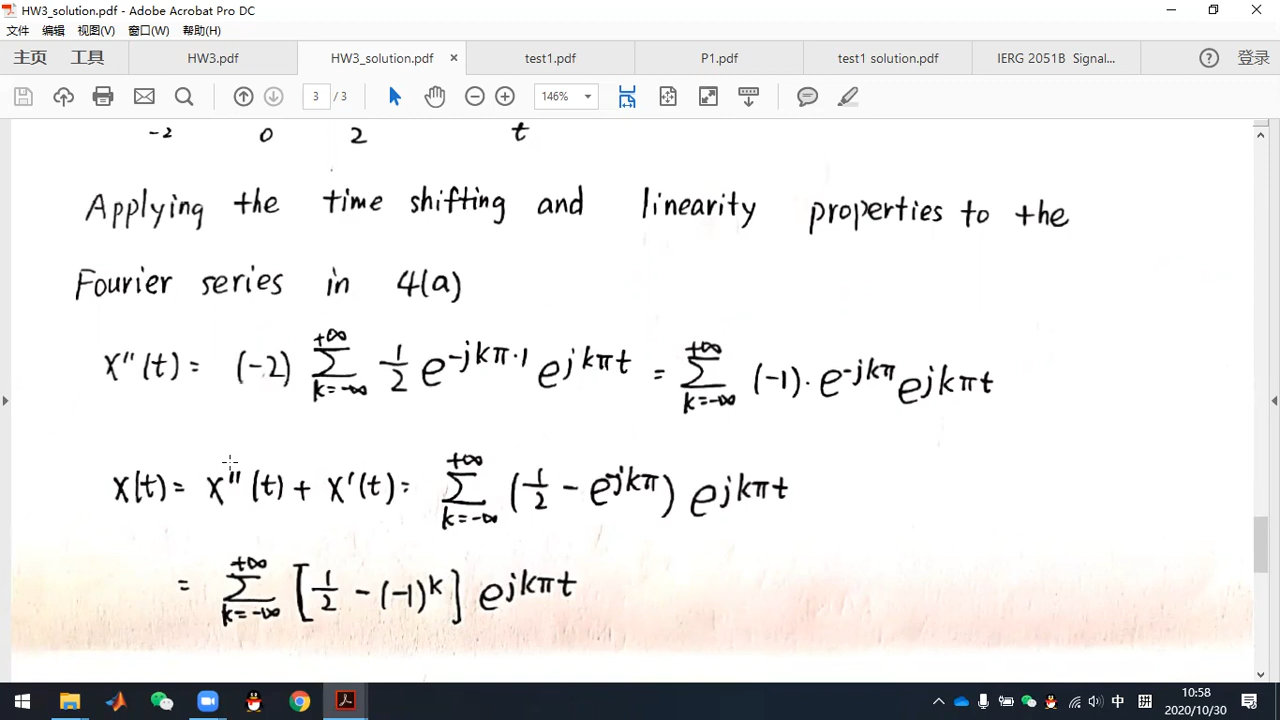 HW3_solution.pdf - Adobe Acrobat Pro DC
文件 编辑 视图(V) 窗口(W) 帮助(H)
主页 工具 HW3.pdf HW3_solution.pdf × test1.pdf P1.pdf test1 solution.pdf IERG 2051B Signal... ? 登录
3 / 3 146%
-2 0 2 t
Applying the time shifting and linearity properties to the
Fourier series in 4(a)
x''(t) = (-2) ∑_{k=-∞}^{+∞} 1/2 e^{-jkπ·1} e^{jkπt} = ∑_{k=-∞}^{+∞} (-1)· e^{-jkπ} e^{jkπt}
x(t) = x''(t) + x'(t) = ∑_{k=-∞}^{+∞} (1/2 - e^{-jkπ}) e^{jkπt}
= ∑_{k=-∞}^{+∞} [1/2 - (-1)^k] e^{jkπt}
中 拼 10:58
2020/10/30